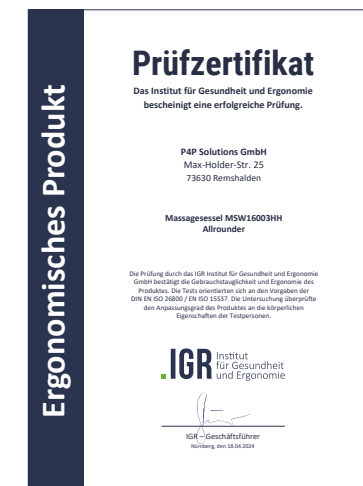 Ergonomisches Produkt
Prüfzertifikat
Das Institut für Gesundheit und Ergonomie
bescheinigt eine erfolgreiche Prüfung.
P4P Solutions GmbH
Max-Holder-Str. 25
73630 Remshalden
Massagesessel MSW16003HH
Allrounder
Die Prüfung durch das IGR Institut für Gesundheit und Ergonomie
GmbH bestätigt die Gebrauchstauglichkeit und Ergonomie des
Produktes. Die Tests orientierten sich an den Vorgaben der
DIN EN ISO 26800 / EN ISO 15537. Die Untersuchung überprüfte
den Anpassungsgrad des Produktes an die körperlichen
Eigenschaften der Testpersonen.
IGR Institut
für Gesundheit
und Ergonomie
IGR – Geschäftsführer
Nürnberg, den 18.04.2024